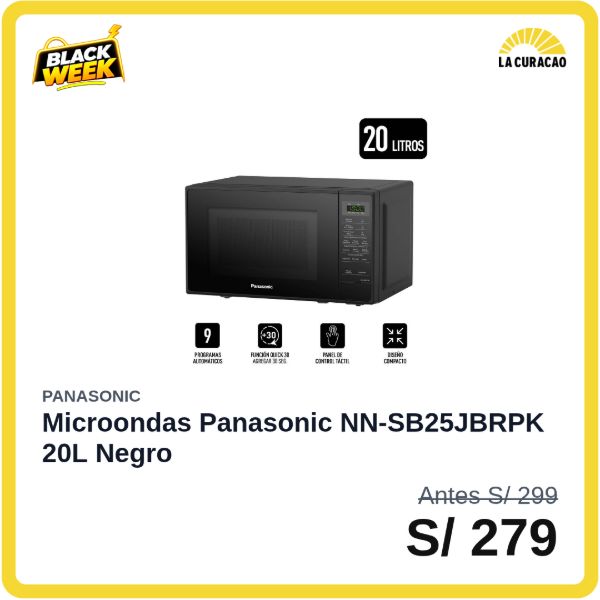 BLACK
WEEK
LA CURACAO
20 LITROS
Panasonic
9
PROGRAMAS
AUTOMÁTICOS
+30
FUNCIÓN QUICK 30
AGREGAR 30 SEG.
PANEL DE
CONTROL TÁCTIL
DISEÑO
COMPACTO
PANASONIC
Microondas Panasonic NN-SB25JBRPK
20L Negro
Antes S/ 299
S/ 279